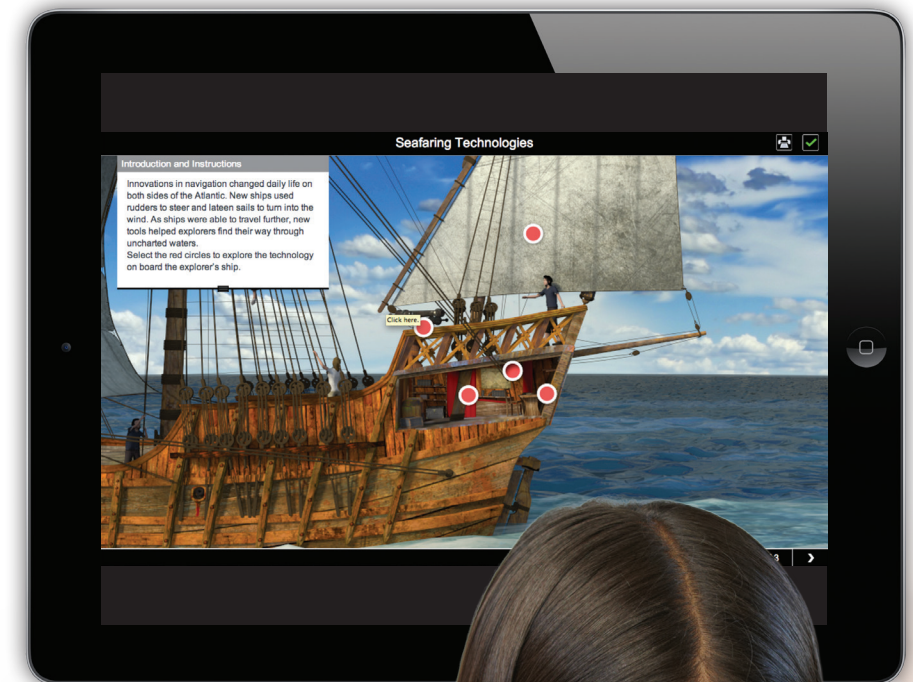 Seafaring Technologies
Introduction and Instructions
Innovations in navigation changed daily life on
both sides of the Atlantic. New ships used
rudders to steer and lateen sails to turn into the
wind. As ships were able to travel further, new
tools helped explorers find their way through
uncharted waters.
Select the red circles to explore the technology
on board the explorer's ship.
Click here.
3